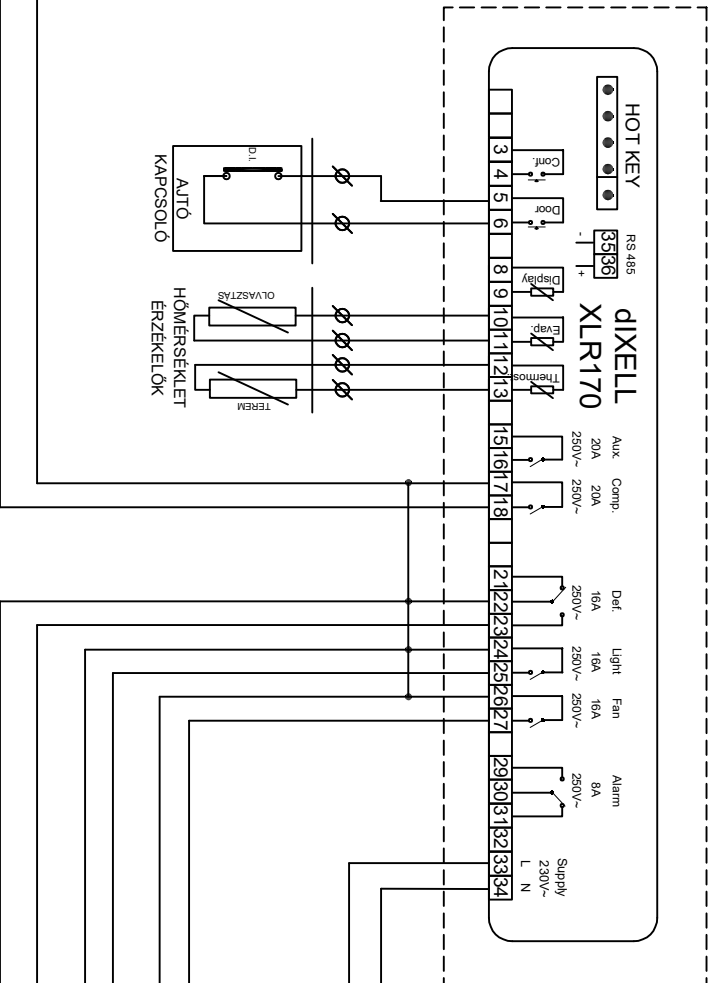 HOT KEY
RS 485
35 36
- +
dIXELL
XLR170
Conf.
Door
Display
Evap.
Thermos
3
4
5
6
8
9
10
11
12
13
15
16
17
18
21
22
23
24
25
26
27
29
30
31
32
33
34
Aux.
20A
250V~
Comp.
20A
250V~
Def.
16A
250V~
Light
16A
250V~
Fan
16A
250V~
Alarm
8A
250V~
Supply
230V~
L N
D.I.
AJTÓ
KAPCSOLÓ
OLVASZTÁS
TEREM
HŐMÉRSÉKLET
ÉRZÉKELŐK